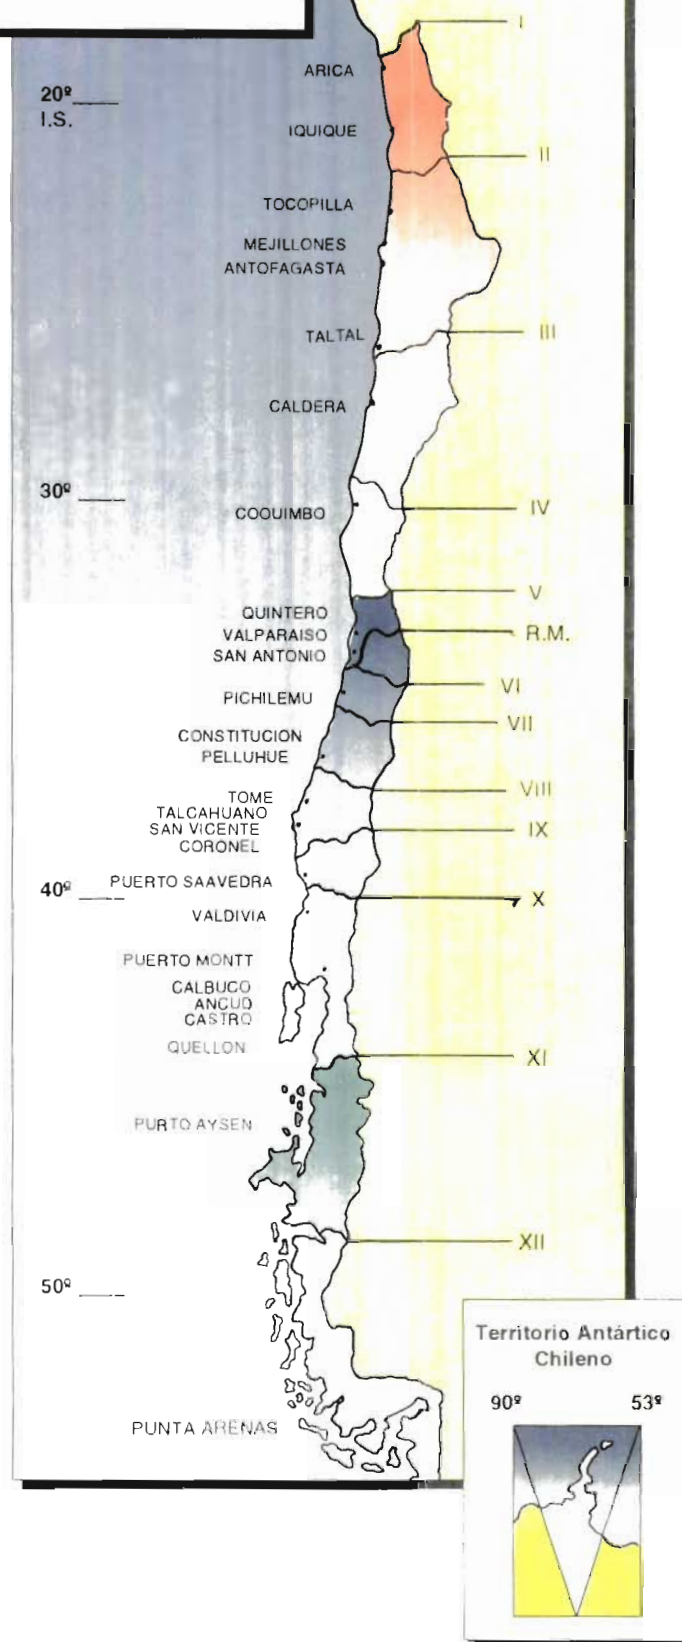 I
ARICA
20º
I.S.
IQUIQUE
II
TOCOPILLA
MEJILLONES
ANTOFAGASTA
TALTAL
III
CALDERA
30º
COOUIMBO
IV
V
QUINTERO
VALPARAISO
R.M.
SAN ANTONIO
VI
PICHILEMU
VII
CONSTITUCION
PELLUHUE
VIII
TOME
TALCAHUANO
SAN VICENTE
IX
CORONEL
PUERTO SAAVEDRA
40º
X
VALDIVIA
PUERTO MONTT
CALBUCO
ANCUD
CASTRO
QUELLON
XI
PURTO AYSEN
XII
50º
PUNTA ARENAS
Territorio Antártico
Chileno
90º 53º